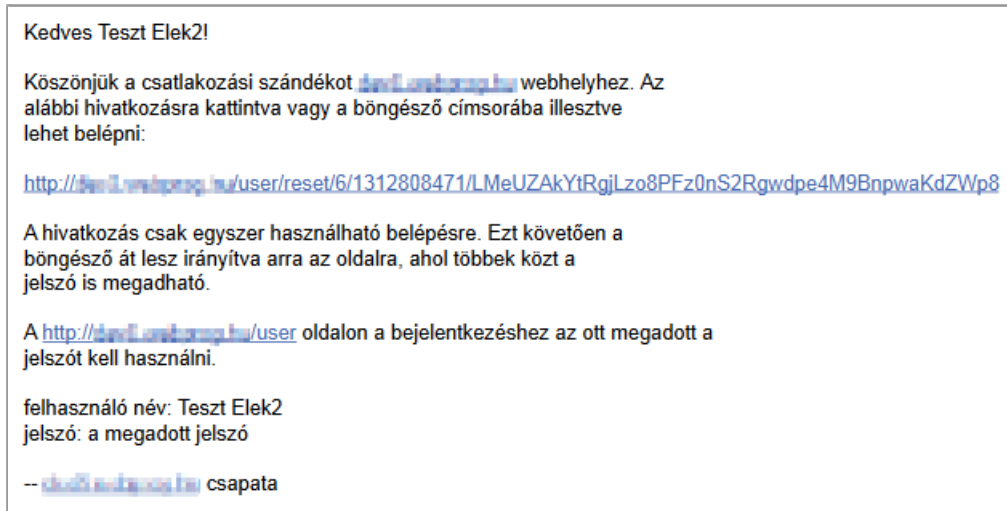 Kedves Teszt Elek2!
Köszönjük a csatlakozási szándékot webhelyhez. Az
alábbi hivatkozásra kattintva vagy a böngésző címsorába illesztve
lehet belépni:
http:///user/reset/6/1312808471/LMeUZAkYtRgjLzo8PFz0nS2Rgwdpe4M9BnpwaKdZWp8
A hivatkozás csak egyszer használható belépésre. Ezt követően a
böngésző át lesz irányítva arra az oldalra, ahol többek közt a
jelszó is megadható.
A http:///user oldalon a bejelentkezéshez az ott megadott a
jelszót kell használni.
felhasználó név: Teszt Elek2
jelszó: a megadott jelszó
-- csapata